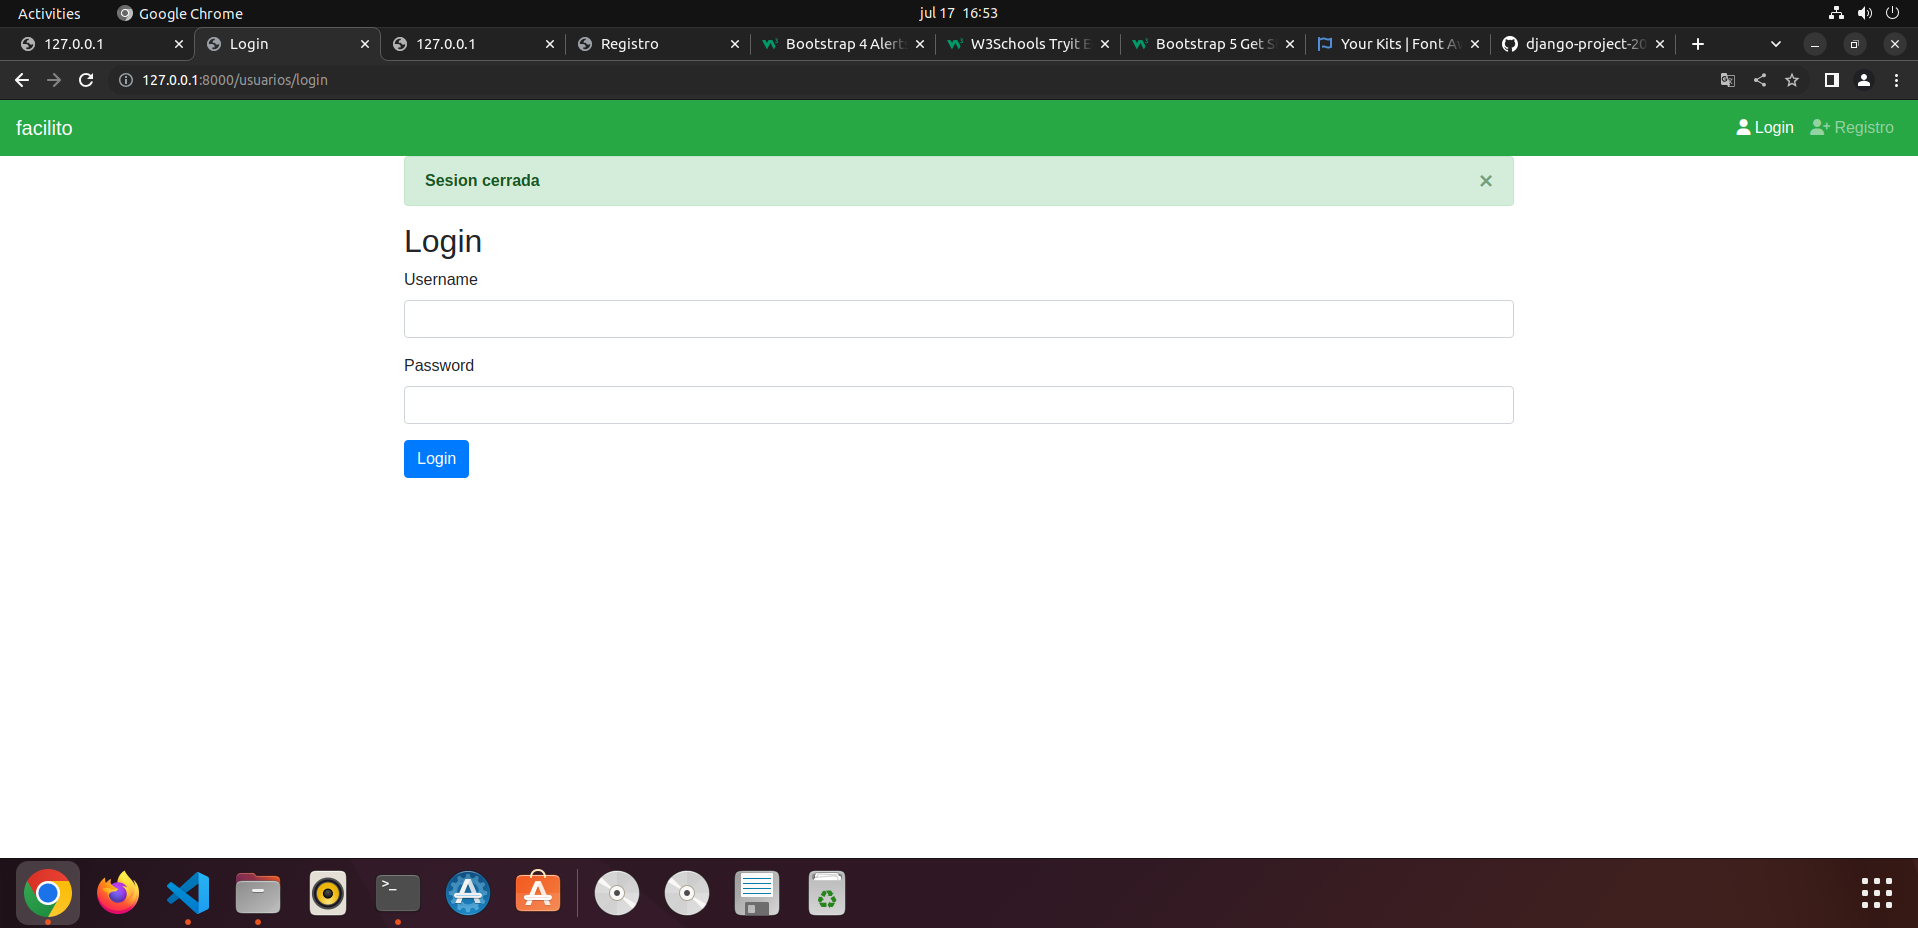 Activities Google Chrome jul 17 16:53
127.0.0.1 Login 127.0.0.1 Registro Bootstrap 4 Alert W3Schools Tryit E Bootstrap 5 Get S Your Kits | Font Aw django-project-20
127.0.0.1:8000/usuarios/login
facilito Login Registro
Sesion cerrada ×
Login
Username
Password
Login